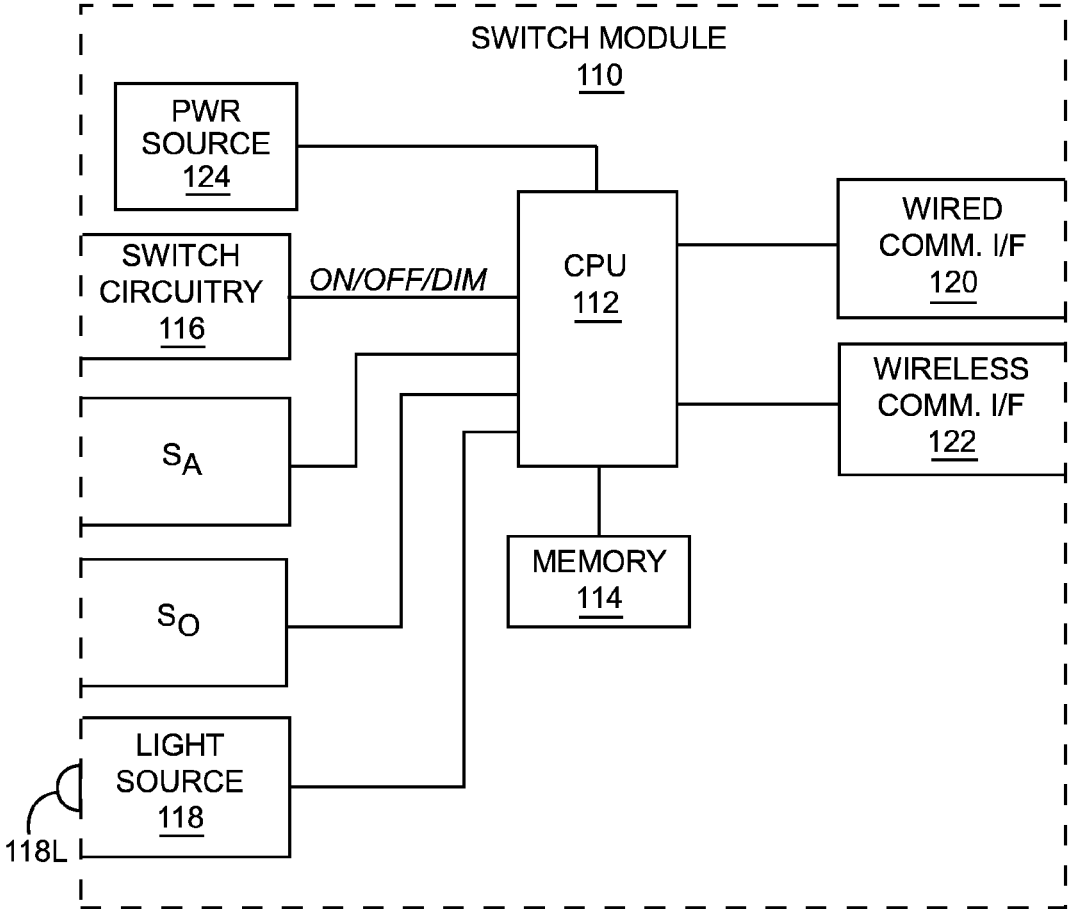 SWITCH MODULE
110
PWR
SOURCE
124
SWITCH
CIRCUITRY
116
ON/OFF/DIM
CPU
112
WIRED
COMM. I/F
120
WIRELESS
COMM. I/F
122
SA
SO
MEMORY
114
LIGHT
SOURCE
118
118L